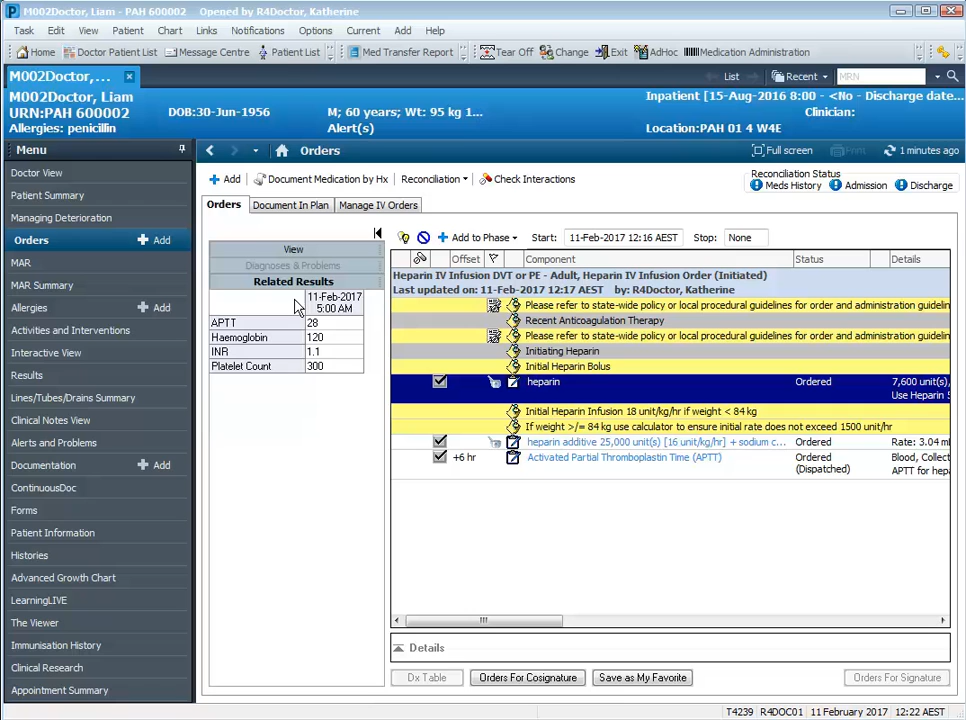 M002Doctor, Liam - PAH 600002 Opened by R4Doctor, Katherine
Task Edit View Patient Chart Links Notifications Options Current Add Help
Home Doctor Patient List Message Centre Patient List Med Transfer Report Tear Off Change Exit AdHoc Medication Administration
M002Doctor,... List Recent MRN
M002Doctor, Liam
URN:PAH 600002
Allergies: penicillin
DOB:30-Jun-1956
M; 60 years; Wt: 95 kg 1...
Alert(s)
Inpatient [15-Aug-2016 8:00 - <No - Discharge date...
Clinician:
Location:PAH 01 4 W4E
Menu
Orders
Full screen Print 1 minutes ago
Doctor View
Patient Summary
Managing Deterioration
Orders Add
MAR
MAR Summary
Allergies Add
Activities and Interventions
Interactive View
Results
Lines/Tubes/Drains Summary
Clinical Notes View
Alerts and Problems
Documentation Add
ContinuousDoc
Forms
Patient Information
Histories
Advanced Growth Chart
LearningLIVE
The Viewer
Immunisation History
Clinical Research
Appointment Summary
Add Document Medication by Hx Reconciliation Check Interactions
Reconciliation Status
Meds History Admission Discharge
Orders Document In Plan Manage IV Orders
View
Diagnoses & Problems
Related Results
11-Feb-2017
5:00 AM
APTT 28
Haemoglobin 120
INR 1.1
Platelet Count 300
Add to Phase Start: 11-Feb-2017 12:16 AEST Stop: None
Offset Component Status Details
Heparin IV Infusion DVT or PE - Adult, Heparin IV Infusion Order (Initiated)
Last updated on: 11-Feb-2017 12:17 AEST by: R4Doctor, Katherine
Please refer to state-wide policy or local procedural guidelines for order and administration guidelin
Recent Anticoagulation Therapy
Please refer to state-wide policy or local procedural guidelines for order and administration guidelin
Initiating Heparin
Initial Heparin Bolus
heparin Ordered 7,600 unit(s),
Use Heparin 5
Initial Heparin Infusion 18 unit/kg/hr if weight < 84 kg
If weight >/= 84 kg use calculator to ensure initial rate does not exceed 1500 unit/hr
heparin additive 25,000 unit(s) [16 unit/kg/hr] + sodium c... Ordered Rate: 3.04 ml
+6 hr Activated Partial Thromboplastin Time (APTT) Ordered (Dispatched) Blood, Collect
APTT for hepa
Details
Dx Table Orders For Cosignature Save as My Favorite Orders For Signature
T4239 R4DOC01 11 February 2017 12:22 AEST